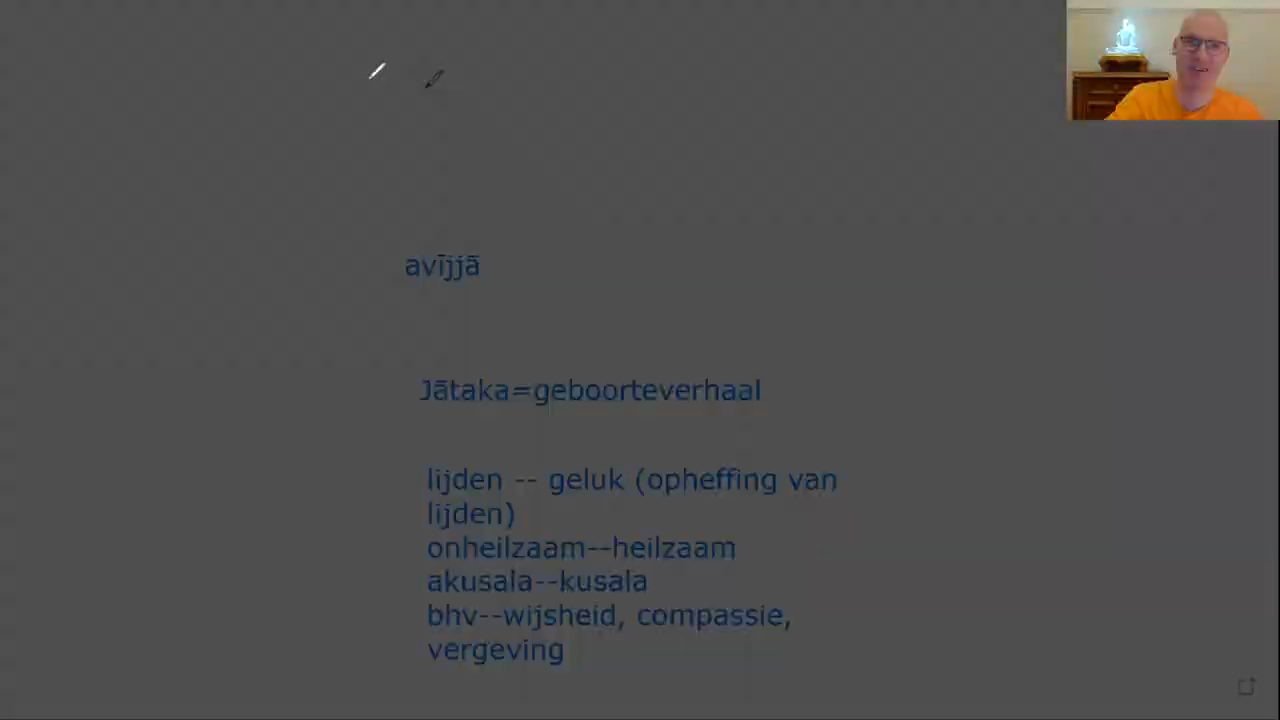 avījjā
Jātaka=geboorteverhaal
lijden -- geluk (opheffing van
lijden)
onheilzaam--heilzaam
akusala--kusala
bhv--wijsheid, compassie,
vergeving